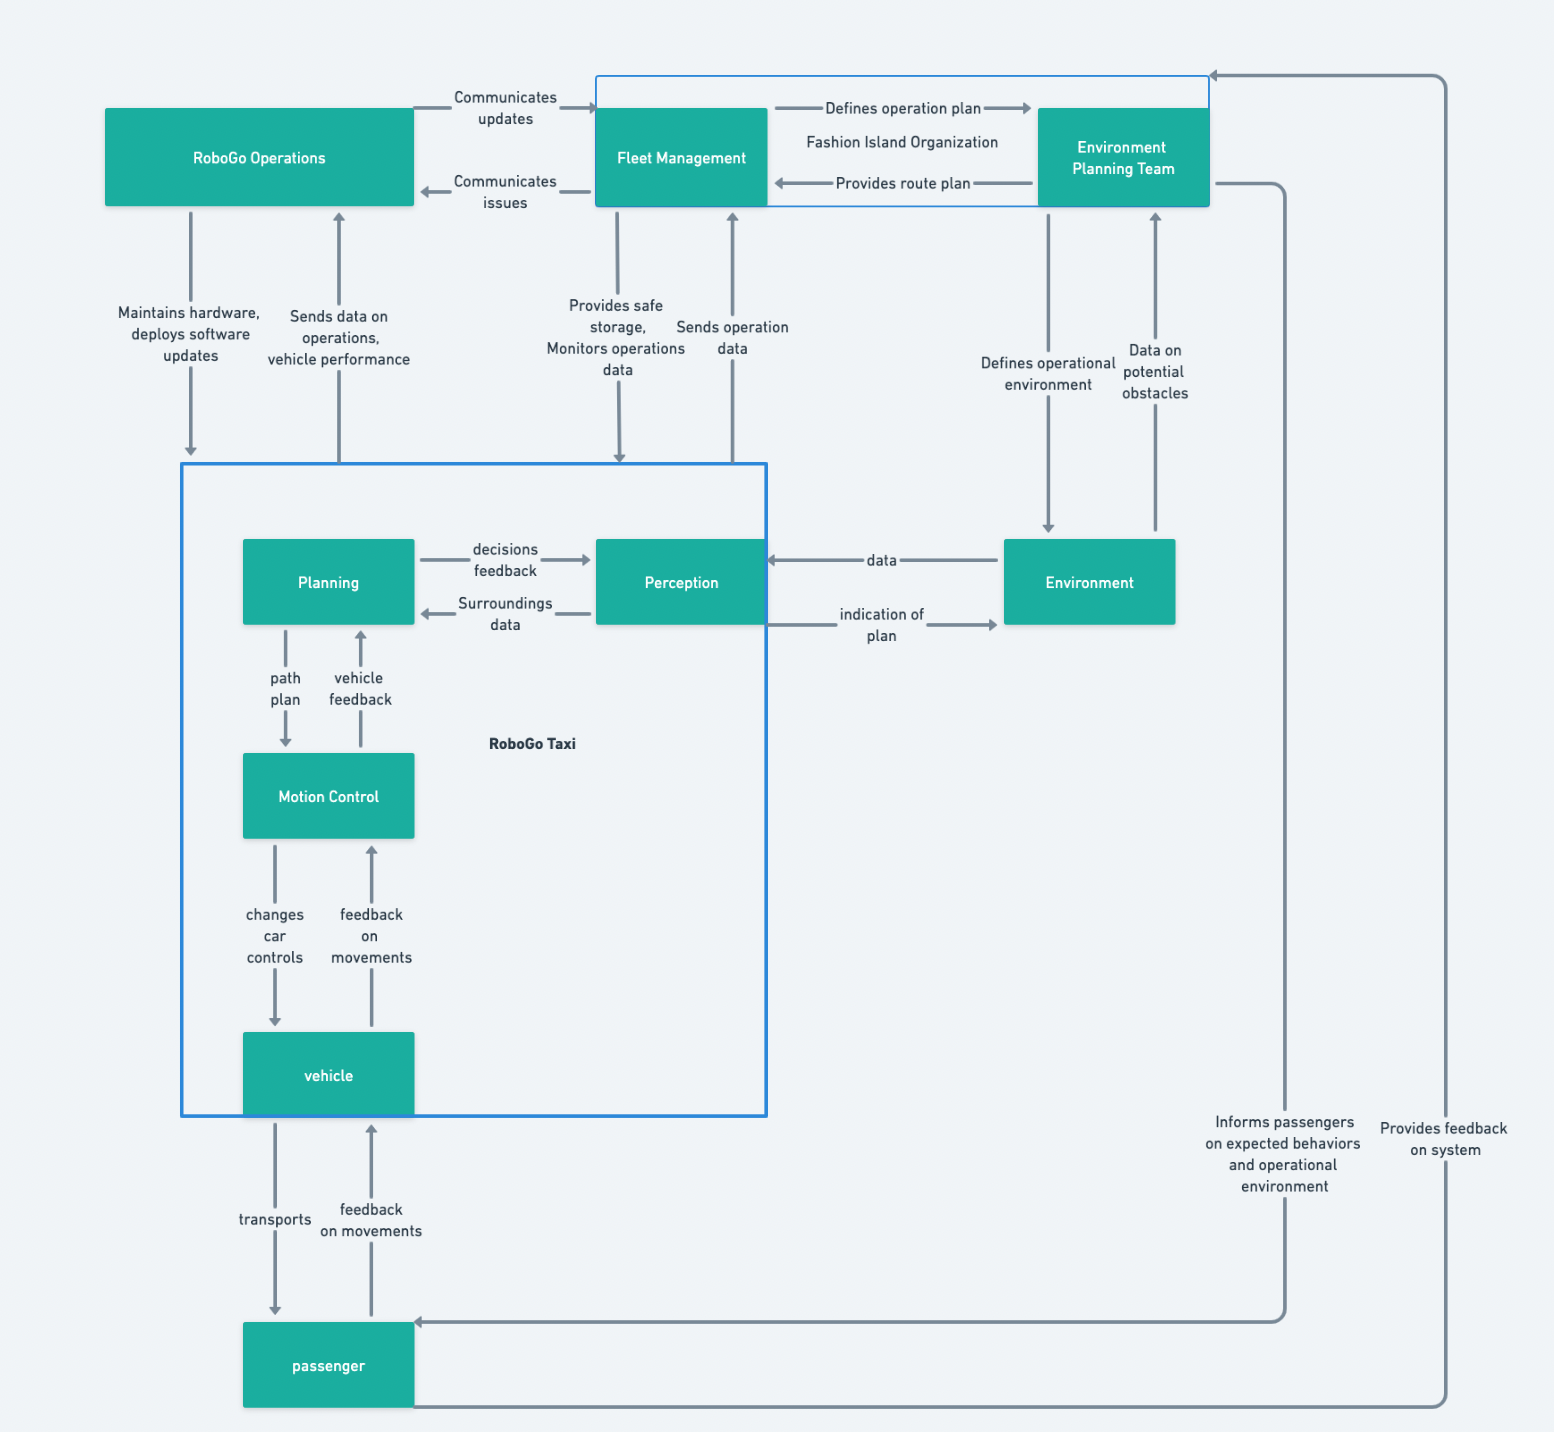 Communicates
updates
RoboGo Operations
Communicates
issues
Fleet Management
Defines operation plan
Fashion Island Organization
Provides route plan
Environment
Planning Team
Maintains hardware,
deploys software
updates
Sends data on
operations,
vehicle performance
Provides safe
storage,
Monitors operations
data
Sends operation
data
Defines operational
environment
Data on
potential
obstacles
Planning
decisions
feedback
Surroundings
data
Perception
data
indication of
plan
Environment
path
plan
vehicle
feedback
RoboGo Taxi
Motion Control
changes
car
controls
feedback
on
movements
vehicle
transports
feedback
on movements
Informs passengers
on expected behaviors
and operational
environment
Provides feedback
on system
passenger